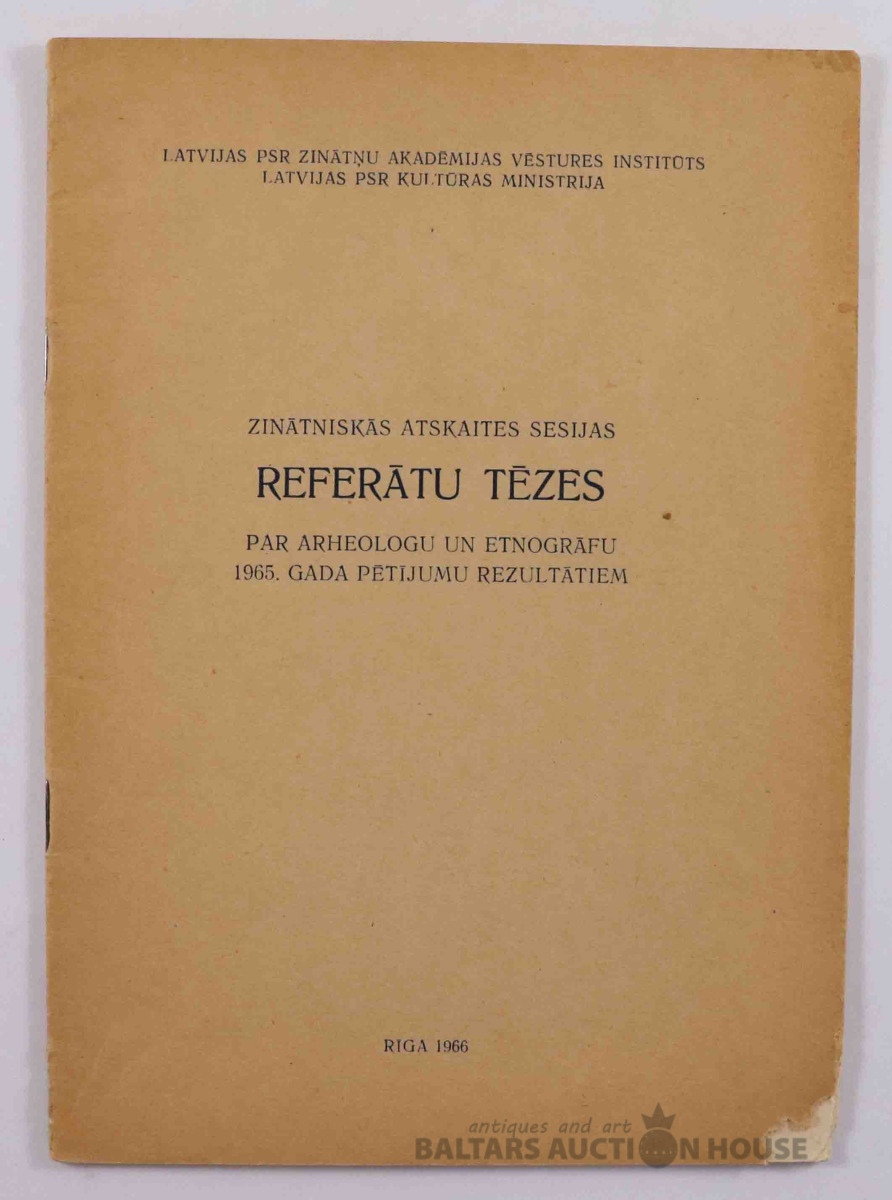 LATVIJAS PSR ZINĀTŅU AKADĒMIJAS VĒSTURES INSTITŪTS
LATVIJAS PSR KULTŪRAS MINISTRIJA
ZINĀTNISKĀS ATSKAITES SESIJAS
REFERĀTU TĒZES
PAR ARHEOLOGU UN ETNOGRĀFU
1965. GADA PĒTĪJUMU REZULTĀTIEM
RĪGA 1966
antiques and art
BALTARS AUCTION HOUSE